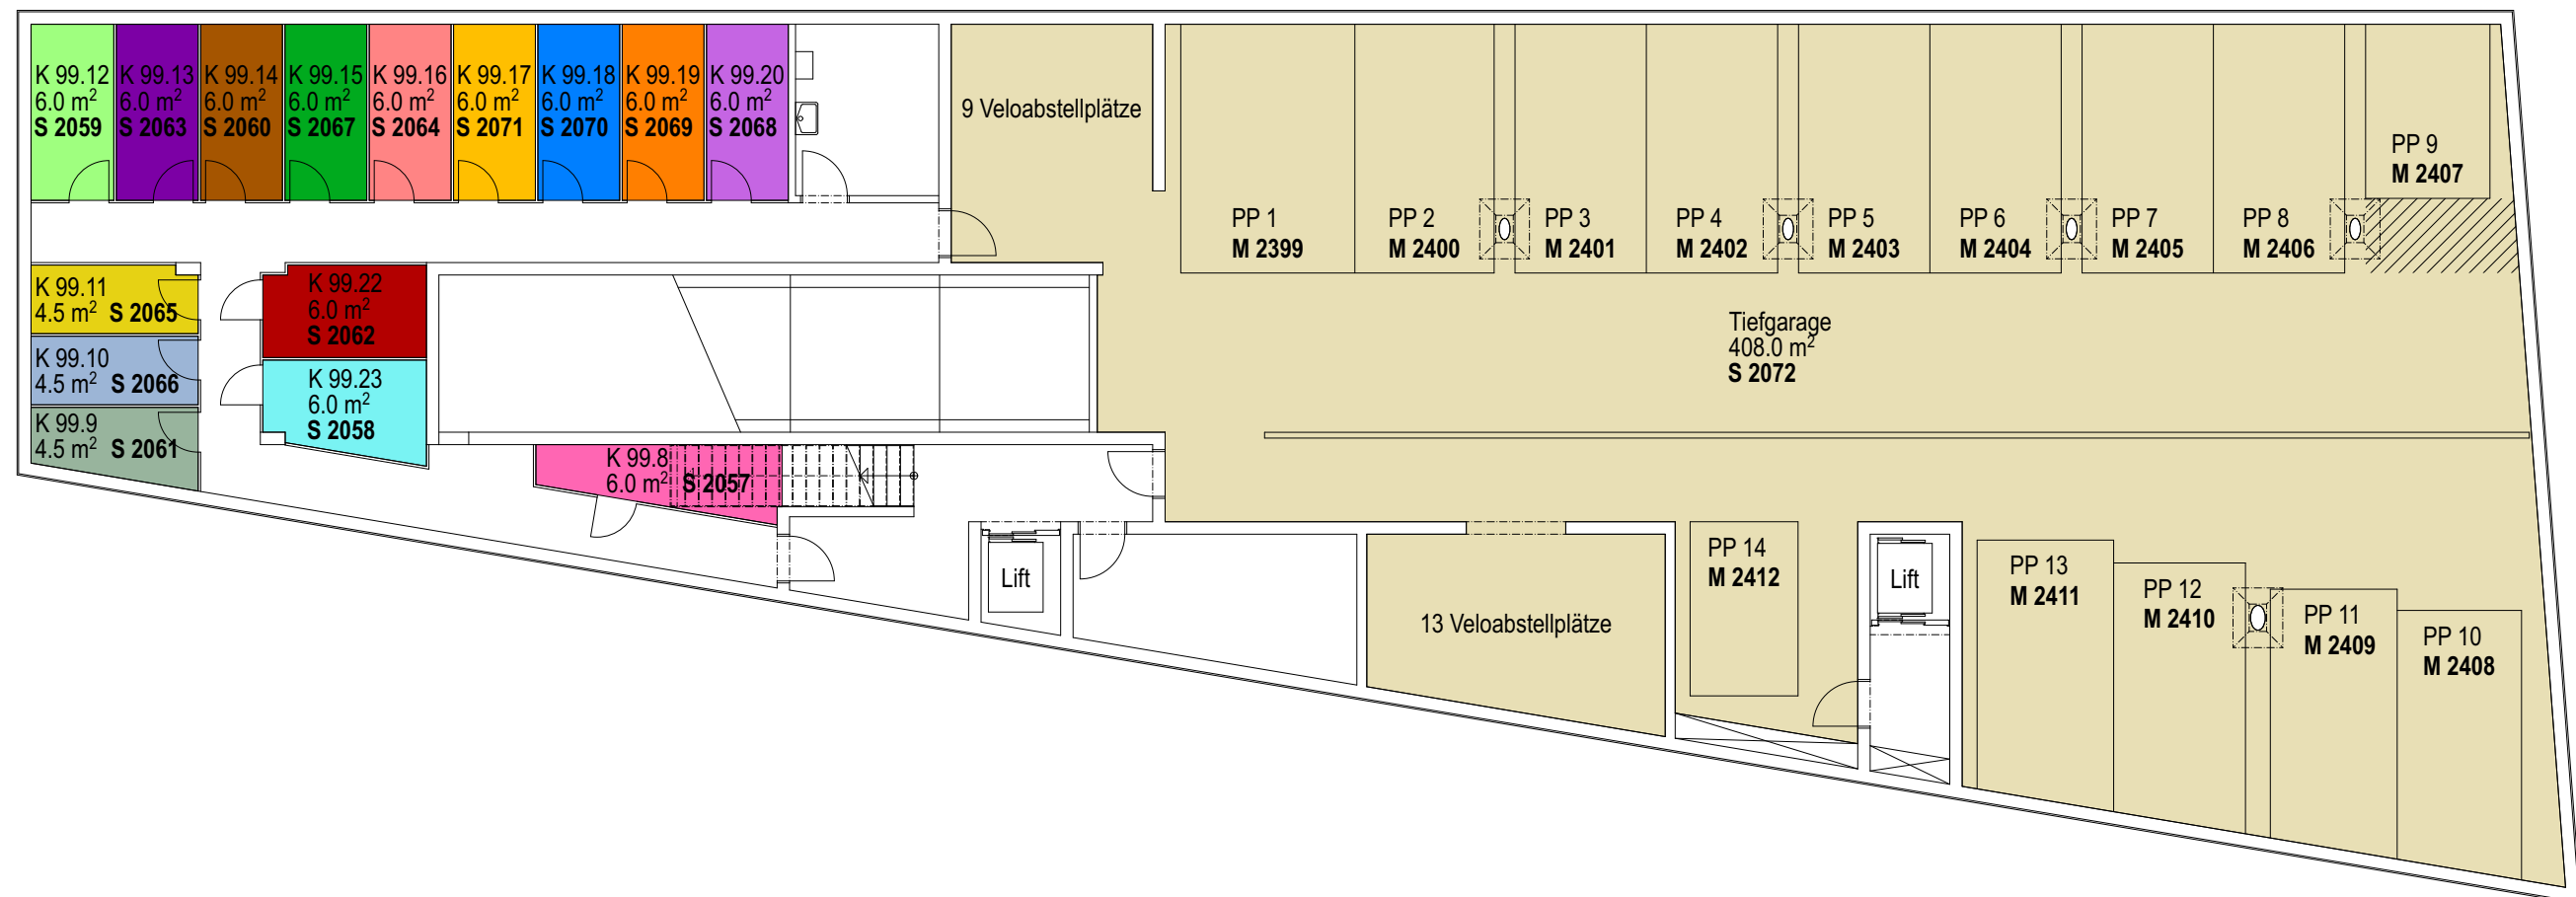 K 99.12
6.0 m²
S 2059
K 99.13
6.0 m²
S 2063
K 99.14
6.0 m²
S 2060
K 99.15
6.0 m²
S 2067
K 99.16
6.0 m²
S 2064
K 99.17
6.0 m²
S 2071
K 99.18
6.0 m²
S 2070
K 99.19
6.0 m²
S 2069
K 99.20
6.0 m²
S 2068
9 Veloabstellplätze
PP 1
M 2399
PP 2
M 2400
PP 3
M 2401
PP 4
M 2402
PP 5
M 2403
PP 6
M 2404
PP 7
M 2405
PP 8
M 2406
PP 9
M 2407
K 99.11
4.5 m² S 2065
K 99.10
4.5 m² S 2066
K 99.9
4.5 m² S 2061
K 99.22
6.0 m²
S 2062
K 99.23
6.0 m²
S 2058
K 99.8
6.0 m² S 2057
Tiefgarage
408.0 m²
S 2072
Lift
13 Veloabstellplätze
PP 14
M 2412
Lift
PP 13
M 2411
PP 12
M 2410
PP 11
M 2409
PP 10
M 2408